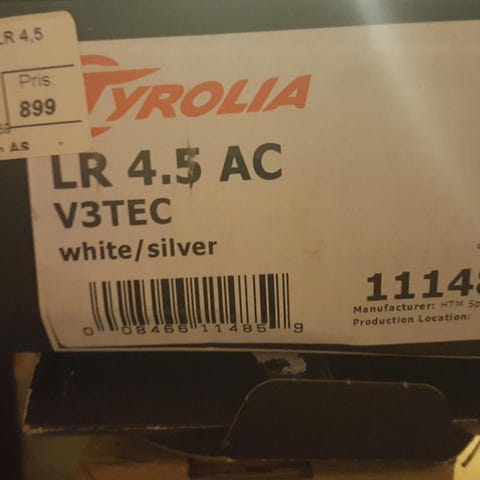 LR 4,5
Pris:
899
AS
TYROLIA
LR 4.5 AC
V3TEC
white/silver
0 08466 11485 9
11148
Manufacturer: HTM Sp
Production Location: